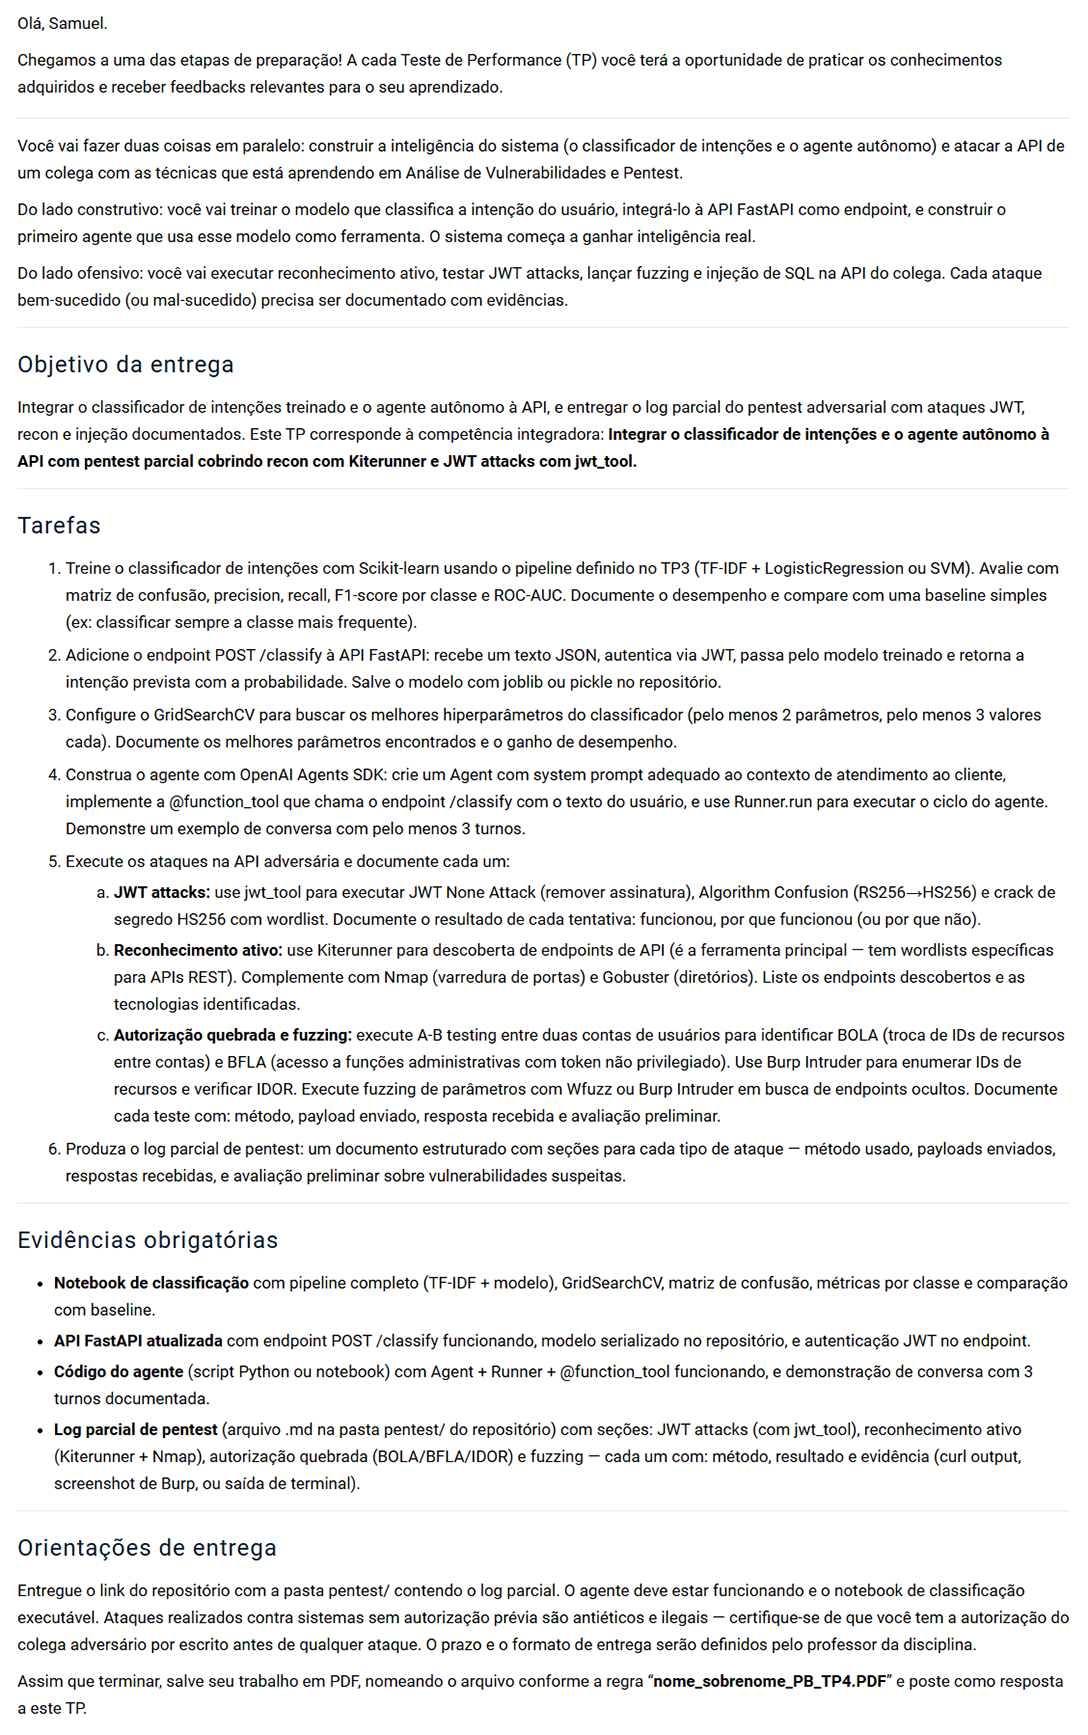 Olá, Samuel.
Chegamos a uma das etapas de preparação! A cada Teste de Performance (TP) você terá a oportunidade de praticar os conhecimentos
adquiridos e receber feedbacks relevantes para o seu aprendizado.
Você vai fazer duas coisas em paralelo: construir a inteligência do sistema (o classificador de intenções e o agente autônomo) e atacar a API de
um colega com as técnicas que está aprendendo em Análise de Vulnerabilidades e Pentest.
Do lado construtivo: você vai treinar o modelo que classifica a intenção do usuário, integrá-lo à API FastAPI como endpoint, e construir o
primeiro agente que usa esse modelo como ferramenta. O sistema começa a ganhar inteligência real.
Do lado ofensivo: você vai executar reconhecimento ativo, testar JWT attacks, lançar fuzzing e injeção de SQL na API do colega. Cada ataque
bem-sucedido (ou mal-sucedido) precisa ser documentado com evidências.
Objetivo da entrega
Integrar o classificador de intenções treinado e o agente autônomo à API, e entregar o log parcial do pentest adversarial com ataques JWT,
recon e injeção documentados. Este TP corresponde à competência integradora: Integrar o classificador de intenções e o agente autônomo à
API com pentest parcial cobrindo recon com Kiterunner e JWT attacks com jwt_tool.
Tarefas
1. Treine o classificador de intenções com Scikit-learn usando o pipeline definido no TP3 (TF-IDF + LogisticRegression ou SVM). Avalie com
matriz de confusão, precision, recall, F1-score por classe e ROC-AUC. Documente o desempenho e compare com uma baseline simples
(ex: classificar sempre a classe mais frequente).
2. Adicione o endpoint POST /classify à API FastAPI: recebe um texto JSON, autentica via JWT, passa pelo modelo treinado e retorna a
intenção prevista com a probabilidade. Salve o modelo com joblib ou pickle no repositório.
3. Configure o GridSearchCV para buscar os melhores hiperparâmetros do classificador (pelo menos 2 parâmetros, pelo menos 3 valores
cada). Documente os melhores parâmetros encontrados e o ganho de desempenho.
4. Construa o agente com OpenAI Agents SDK: crie um Agent com system prompt adequado ao contexto de atendimento ao cliente,
implemente a @function_tool que chama o endpoint /classify com o texto do usuário, e use Runner.run para executar o ciclo do agente.
Demonstre um exemplo de conversa com pelo menos 3 turnos.
5. Execute os ataques na API adversária e documente cada um:
a. JWT attacks: use jwt_tool para executar JWT None Attack (remover assinatura), Algorithm Confusion (RS256→HS256) e crack de
segredo HS256 com wordlist. Documente o resultado de cada tentativa: funcionou, por que funcionou (ou por que não).
b. Reconhecimento ativo: use Kiterunner para descoberta de endpoints de API (é a ferramenta principal — tem wordlists específicas
para APIs REST). Complemente com Nmap (varredura de portas) e Gobuster (diretórios). Liste os endpoints descobertos e as
tecnologias identificadas.
c. Autorização quebrada e fuzzing: execute A-B testing entre duas contas de usuários para identificar BOLA (troca de IDs de recursos
entre contas) e BFLA (acesso a funções administrativas com token não privilegiado). Use Burp Intruder para enumerar IDs de
recursos e verificar IDOR. Execute fuzzing de parâmetros com Wfuzz ou Burp Intruder em busca de endpoints ocultos. Documente
cada teste com: método, payload enviado, resposta recebida e avaliação preliminar.
6. Produza o log parcial de pentest: um documento estruturado com seções para cada tipo de ataque — método usado, payloads enviados,
respostas recebidas, e avaliação preliminar sobre vulnerabilidades suspeitas.
Evidências obrigatórias
• Notebook de classificação com pipeline completo (TF-IDF + modelo), GridSearchCV, matriz de confusão, métricas por classe e comparação
com baseline.
• API FastAPI atualizada com endpoint POST /classify funcionando, modelo serializado no repositório, e autenticação JWT no endpoint.
• Código do agente (script Python ou notebook) com Agent + Runner + @function_tool funcionando, e demonstração de conversa com 3
turnos documentada.
• Log parcial de pentest (arquivo .md na pasta pentest/ do repositório) com seções: JWT attacks (com jwt_tool), reconhecimento ativo
(Kiterunner + Nmap), autorização quebrada (BOLA/BFLA/IDOR) e fuzzing — cada um com: método, resultado e evidência (curl output,
screenshot de Burp, ou saída de terminal).
Orientações de entrega
Entregue o link do repositório com a pasta pentest/ contendo o log parcial. O agente deve estar funcionando e o notebook de classificação
executável. Ataques realizados contra sistemas sem autorização prévia são antiéticos e ilegais — certifique-se de que você tem a autorização do
colega adversário por escrito antes de qualquer ataque. O prazo e o formato de entrega serão definidos pelo professor da disciplina.
Assim que terminar, salve seu trabalho em PDF, nomeando o arquivo conforme a regra “nome_sobrenome_PB_TP4.PDF” e poste como resposta
a este TP.